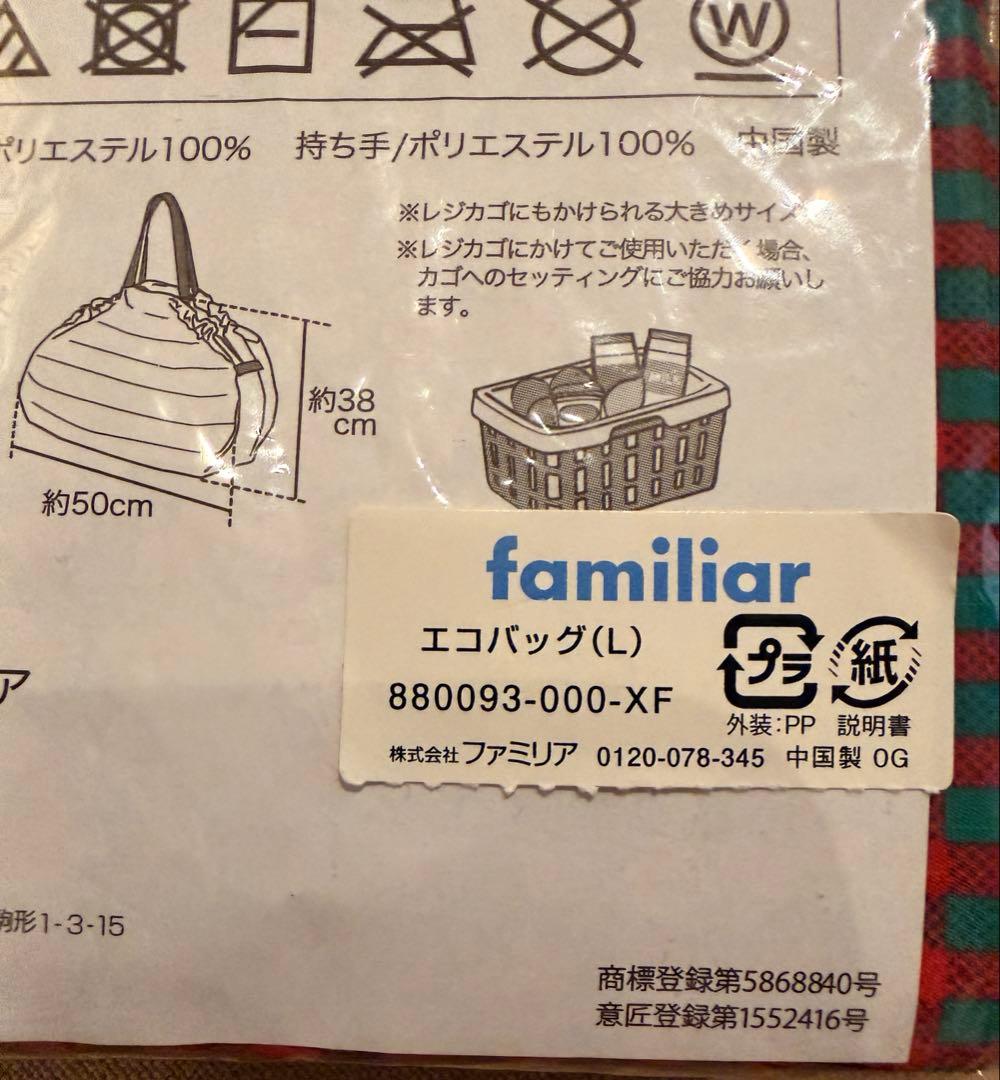 W
ポリエステル100% 持ち手/ポリエステル100% 中国製
※レジカゴにもかけられる大きめサイズ
※レジカゴにかけてご使用いただく場合、
カゴへのセッティングにご協力お願いし
ます。
約38
cm
約50cm
familiar
エコバッグ(L)
880093-000-XF
プラ 紙
外装:PP 説明書
株式会社ファミリア 0120-078-345 中国製 OG
ア
駒形1-3-15
商標登録第5868840号
意匠登録第1552416号